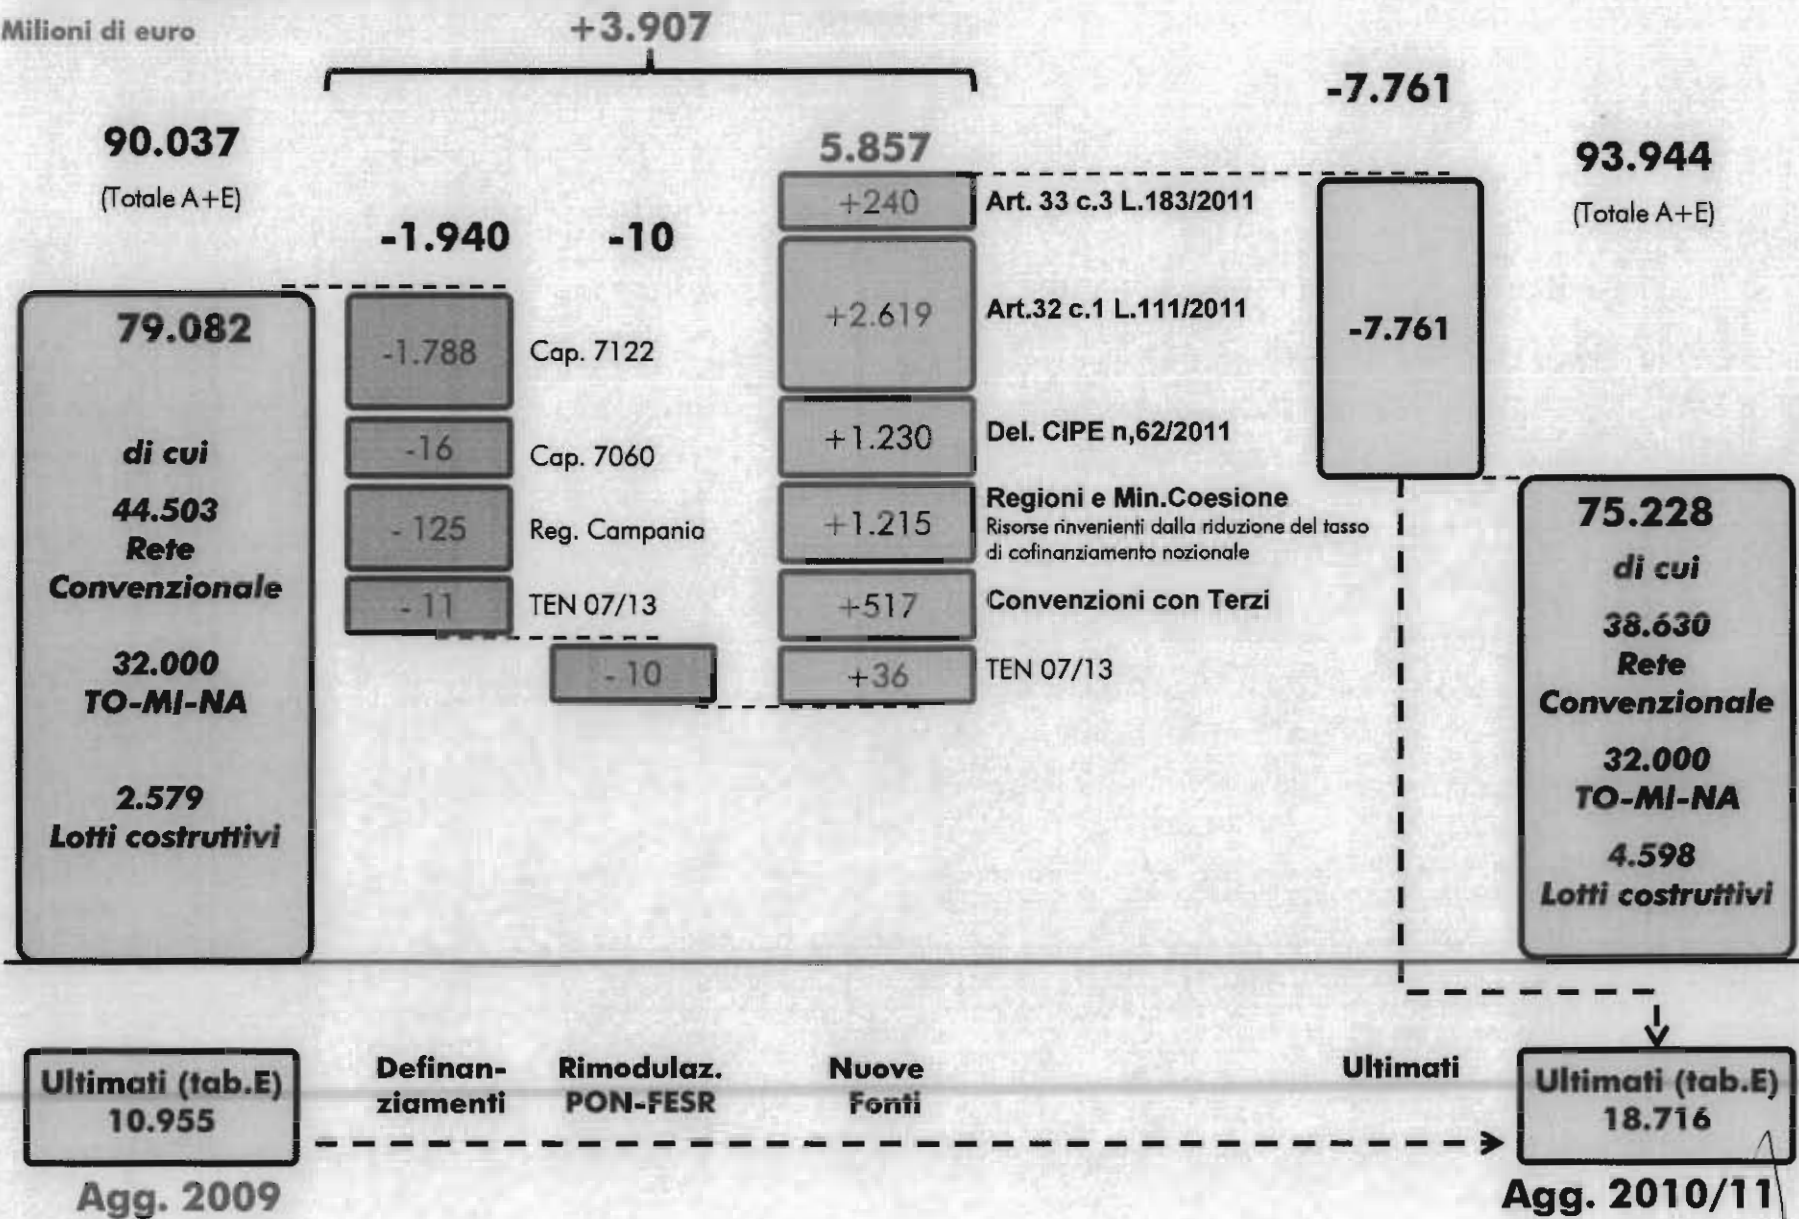 Milioni di euro
+3.907
-7.761
90.037
(Totale A+E)
5.857
93.944
(Totale A+E)
-1.940
-10
79.082
di cui
44.503
Rete
Convenzionale
32.000
TO-MI-NA
2.579
Lotti costruttivi
-1.788
Cap. 7122
-16
Cap. 7060
- 125
Reg. Campania
- 11
TEN 07/13
- 10
+240
Art. 33 c.3 L.183/2011
+2.619
Art.32 c.1 L.111/2011
+1.230
Del. CIPE n,62/2011
+1.215
Regioni e Min.Coesione
Risorse rinvenienti dalla riduzione del tasso
di cofinanziamento nozionale
+517
Convenzioni con Terzi
+36
TEN 07/13
-7.761
75.228
di cui
38.630
Rete
Convenzionale
32.000
TO-MI-NA
4.598
Lotti costruttivi
Ultimati (tab.E)
10.955
Definan-
ziamenti
Rimodulaz.
PON-FESR
Nuove
Fonti
Ultimati
Ultimati (tab.E)
18.716
Agg. 2009
Agg. 2010/11